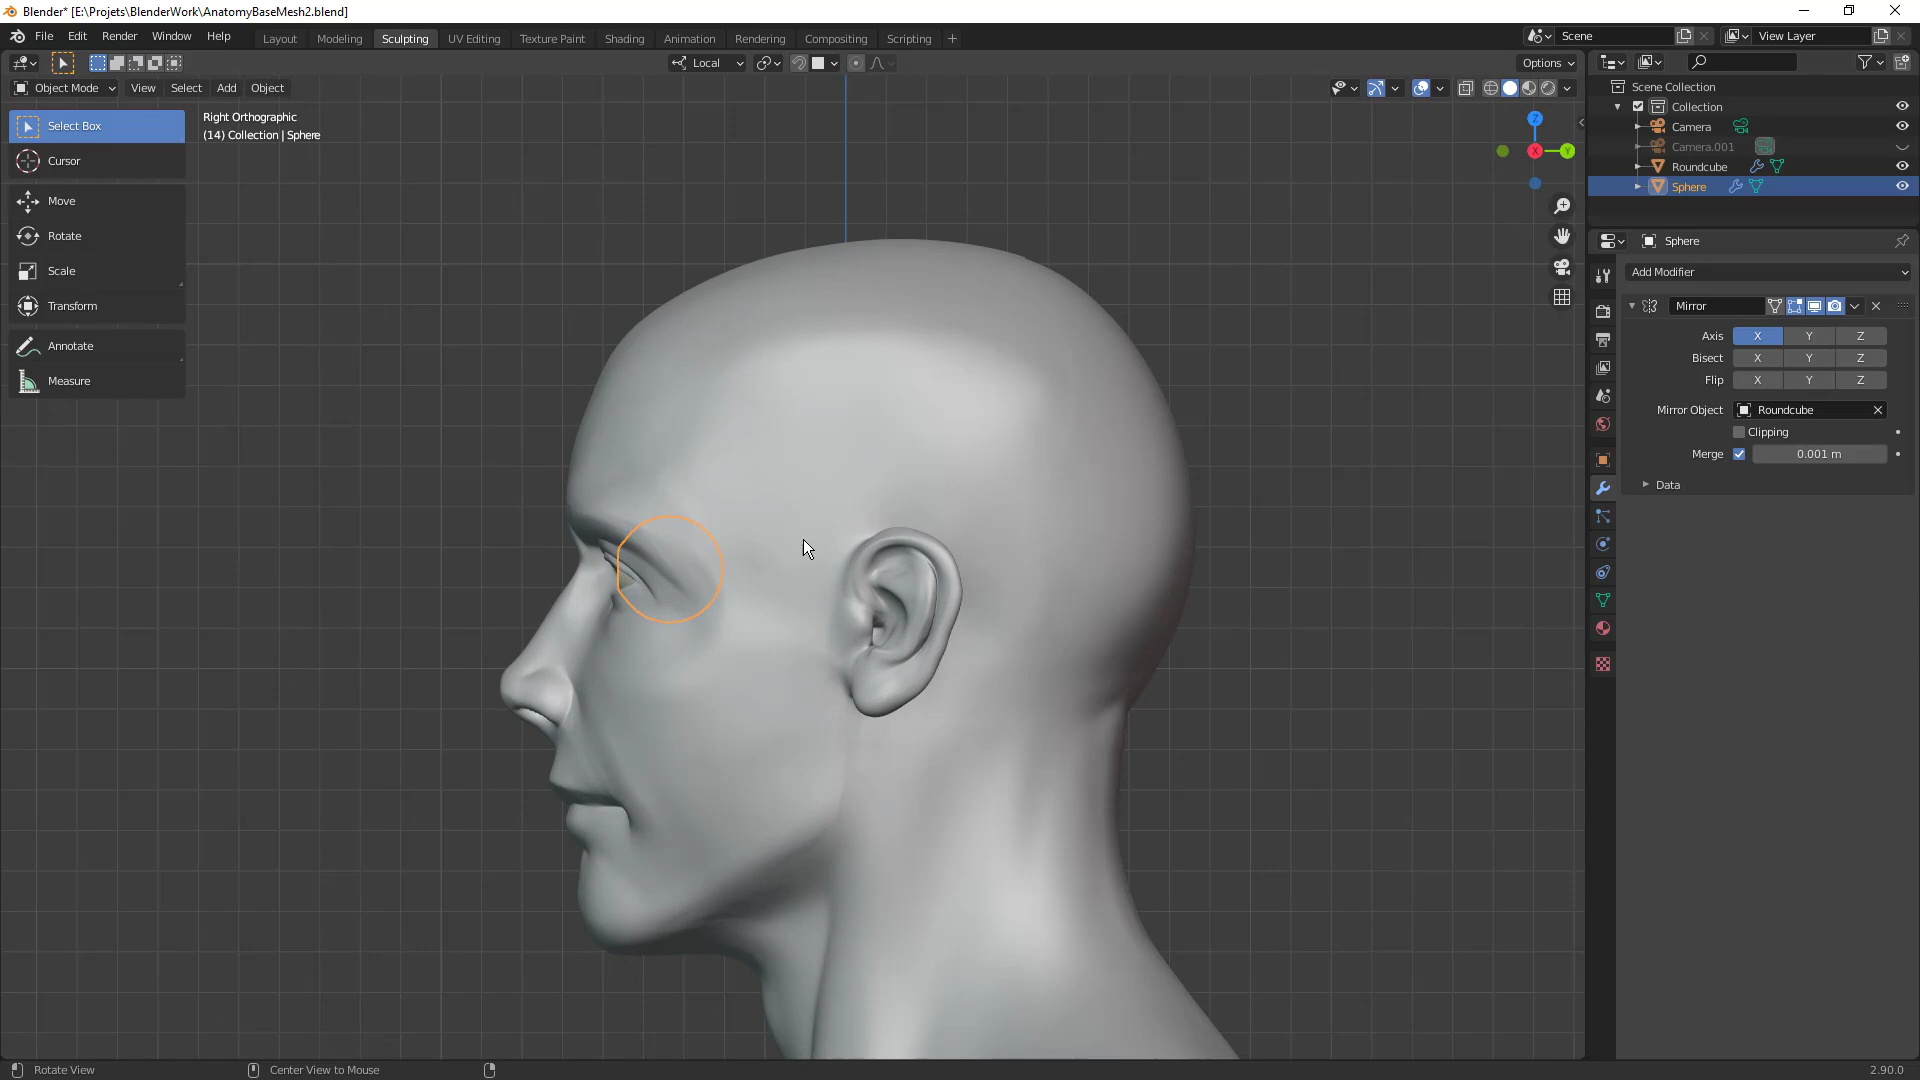 Blender* [E:\Projets\BlenderWork\AnatomyBaseMesh2.blend]
File Edit Render Window Help
Layout Modeling Sculpting UV Editing Texture Paint Shading Animation Rendering Compositing Scripting +
Scene
View Layer
Local
Options
Object Mode View Select Add Object
Select Box
Cursor
Move
Rotate
Scale
Transform
Annotate
Measure
Right Orthographic
(14) Collection | Sphere
Z
X
Y
Scene Collection
Collection
Camera
Camera.001
Roundcube
Sphere
Sphere
Add Modifier
Mirror
Axis X Y Z
Bisect X Y Z
Flip X Y Z
Mirror Object Roundcube
Clipping
Merge 0.001 m
Data
Rotate View
Center View to Mouse
2.90.0